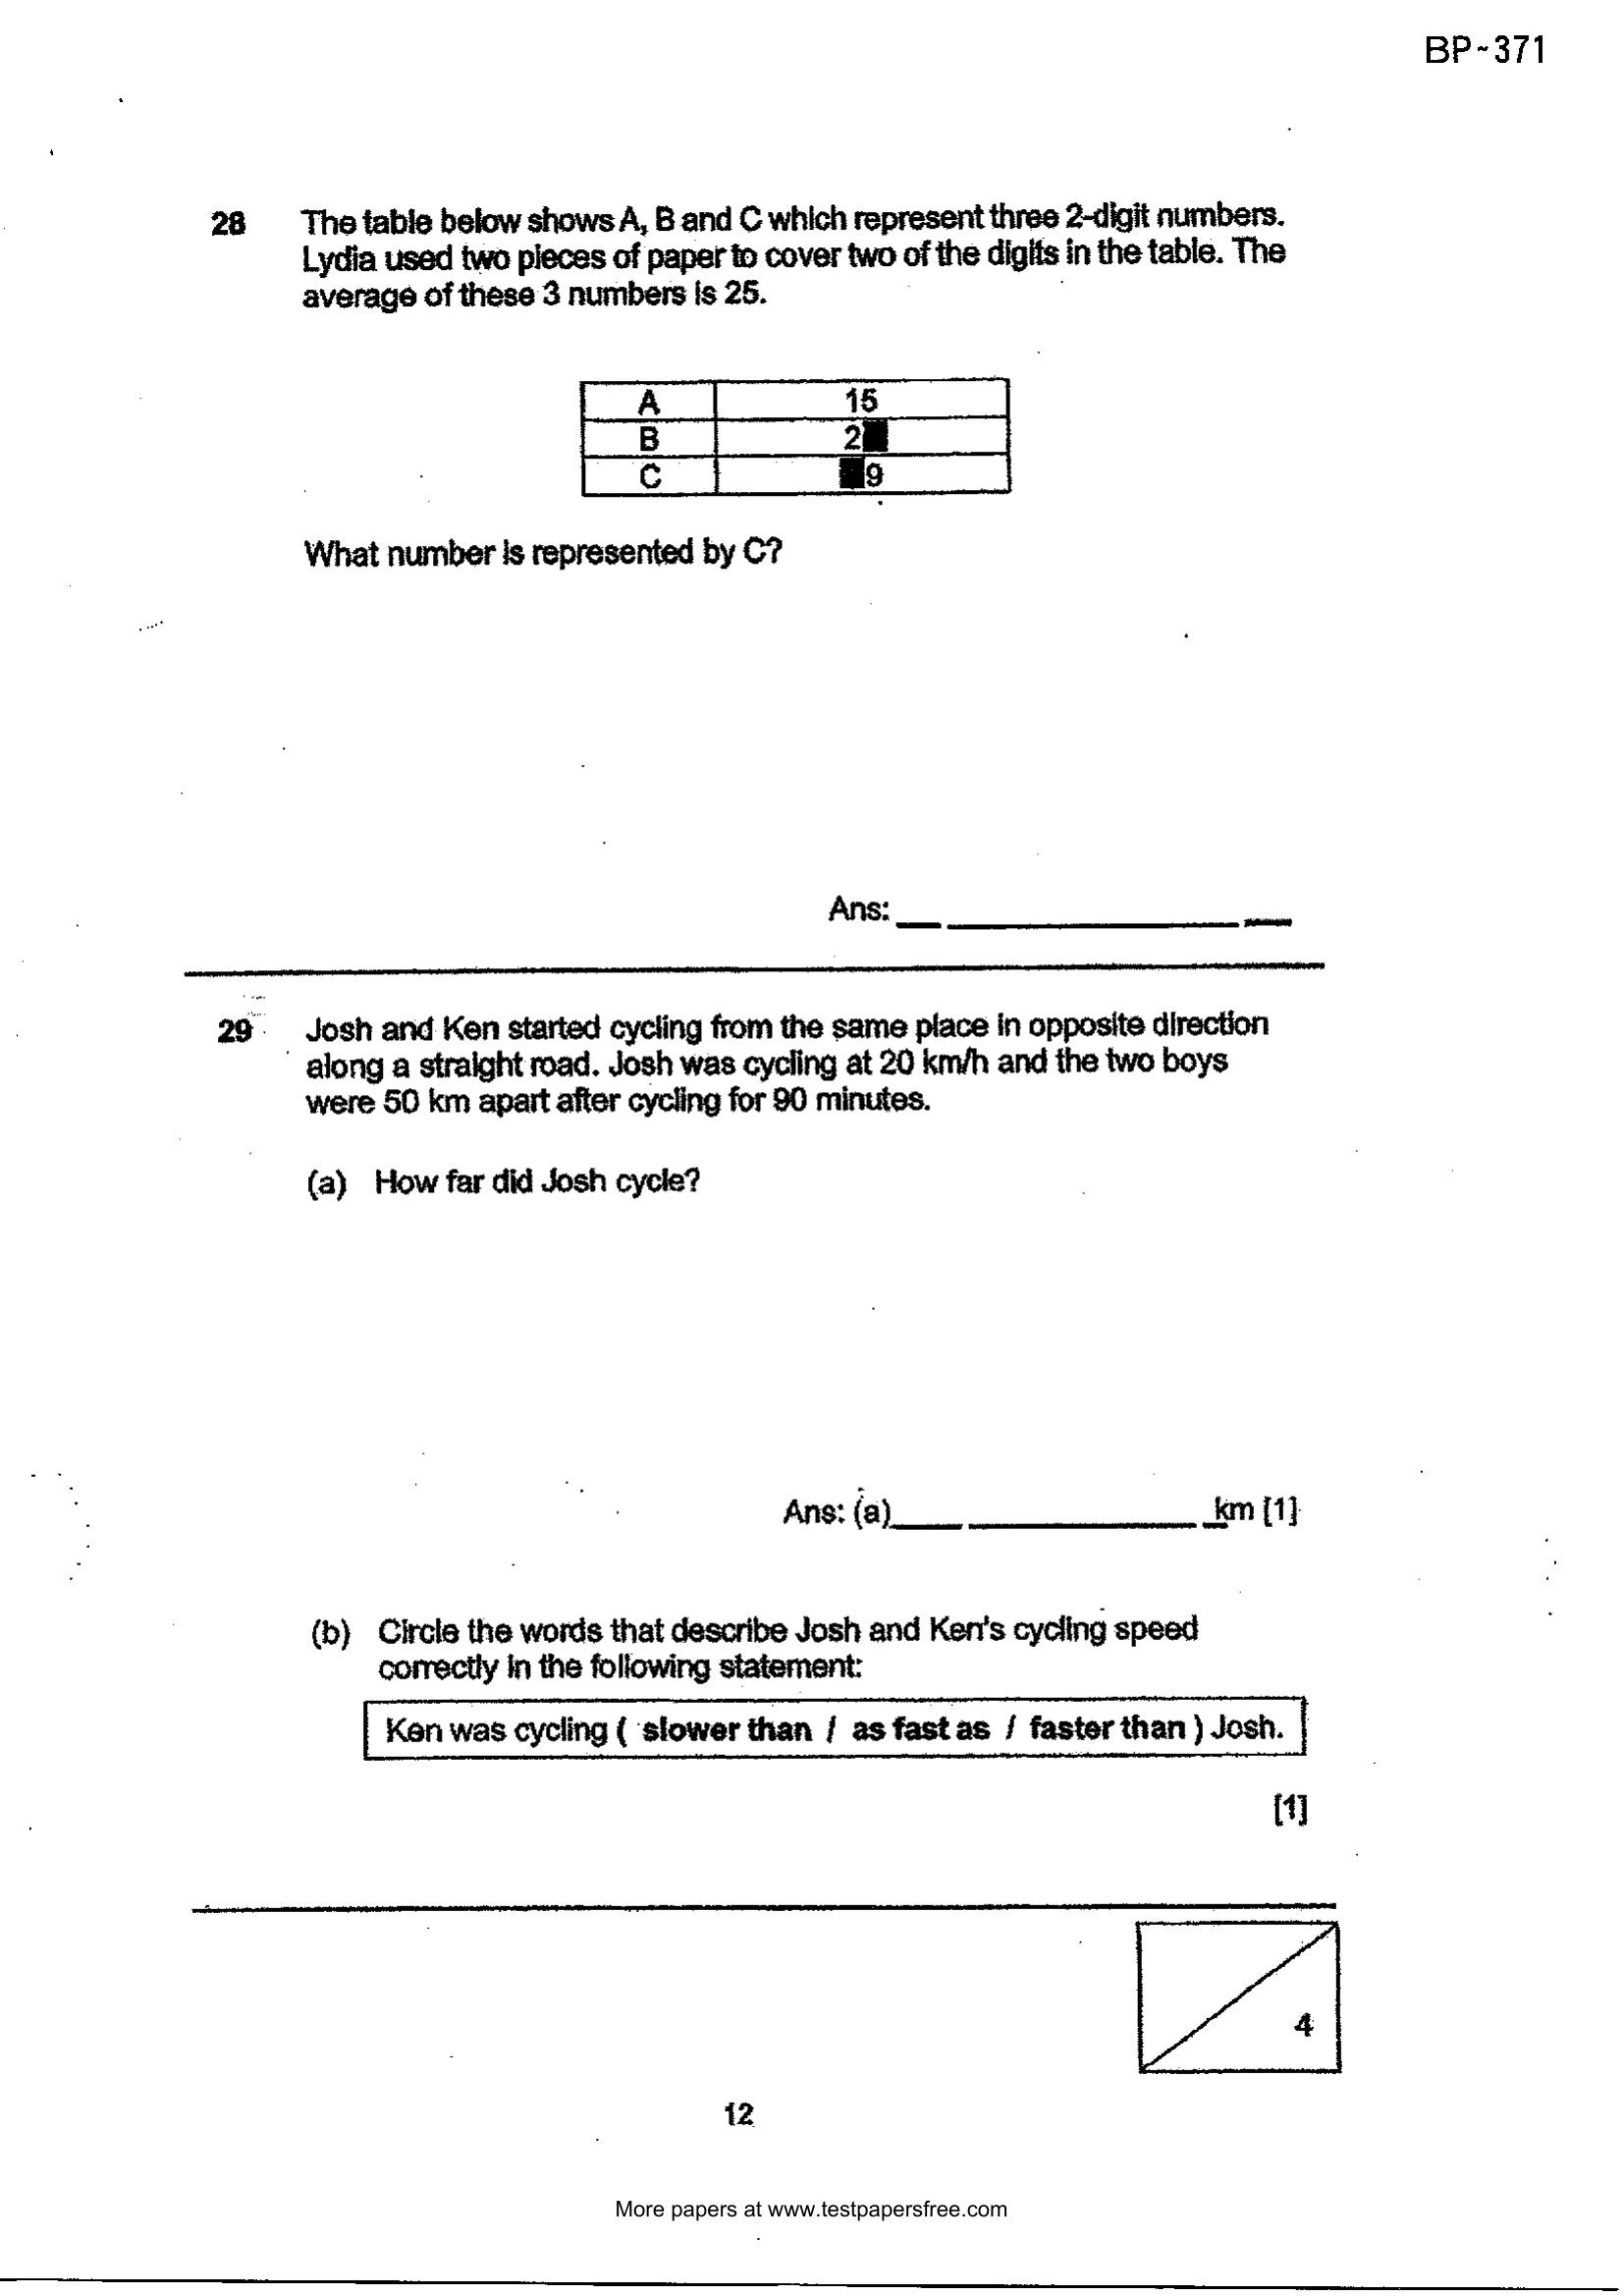 BP-371
28 The table below shows A, B and C which represent three 2-digit numbers.
Lydia used two pieces of paper to cover two of the digits in the table. The
average of these 3 numbers is 25.
A 15
B 2
C 9
What number is represented by C?
Ans:
29 Josh and Ken started cycling from the same place in opposite direction
along a straight road. Josh was cycling at 20 km/h and the two boys
were 50 km apart after cycling for 90 minutes.
(a) How far did Josh cycle?
Ans: (a) km [1]
(b) Circle the words that describe Josh and Ken's cycling speed
correctly in the following statement:
Ken was cycling ( slower than / as fast as / faster than ) Josh.
[1]
4
12
More papers at www.testpapersfree.com